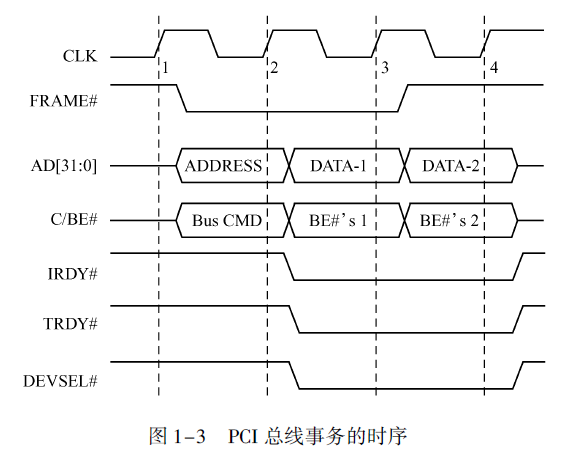 CLK
1 2 3 4
FRAME#
AD[31:0] ADDRESS DATA-1 DATA-2
C/BE# Bus CMD BE#’s 1 BE#’s 2
IRDY#
TRDY#
DEVSEL#
图 1-3 PCI 总线事务的时序